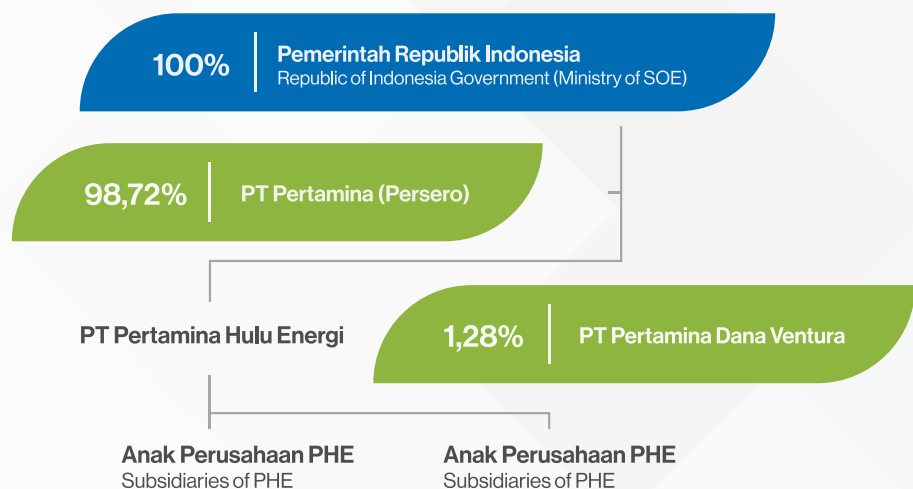 100%
Pemerintah Republik Indonesia
Republic of Indonesia Government (Ministry of SOE)
98,72%
PT Pertamina (Persero)
PT Pertamina Hulu Energi
1,28%
PT Pertamina Dana Ventura
Anak Perusahaan PHE
Subsidiaries of PHE
Anak Perusahaan PHE
Subsidiaries of PHE